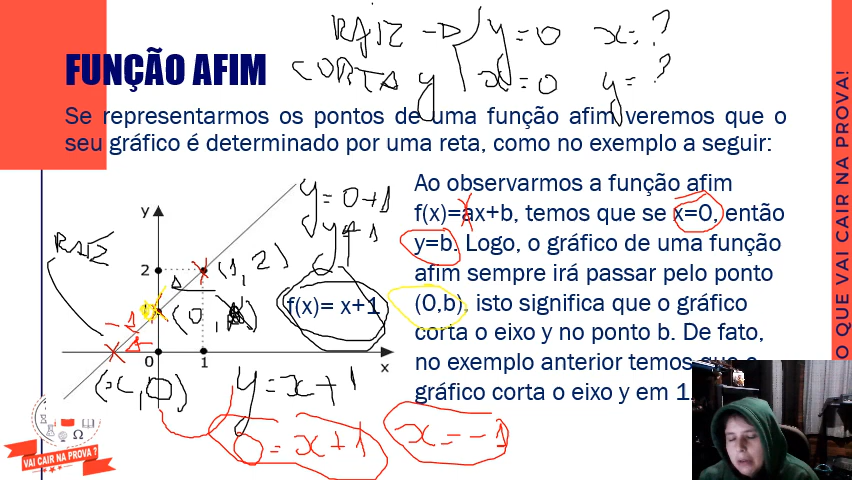 RAIZ → y=0 x=?
FUNÇÃO AFIM
CORTA y x=0 y=?
Se representarmos os pontos de uma função afim veremos que o
seu gráfico é determinado por uma reta, como no exemplo a seguir:
y=0+1
y=1
Ao observarmos a função afim
f(x)=ax+b, temos que se x=0, então
y=b. Logo, o gráfico de uma função
afim sempre irá passar pelo ponto
(0,b), isto significa que o gráfico
corta o eixo y no ponto b. De fato,
no exemplo anterior temos que o
gráfico corta o eixo y em 1.
y
RAIZ
2
(1,2)
f(x)= x+1
-1
0
1
x
(x,0)
y=x+1
0=x+1
x=-1
VAI CAIR NA PROVA ?
O QUE VAI CAIR NA PROVA!